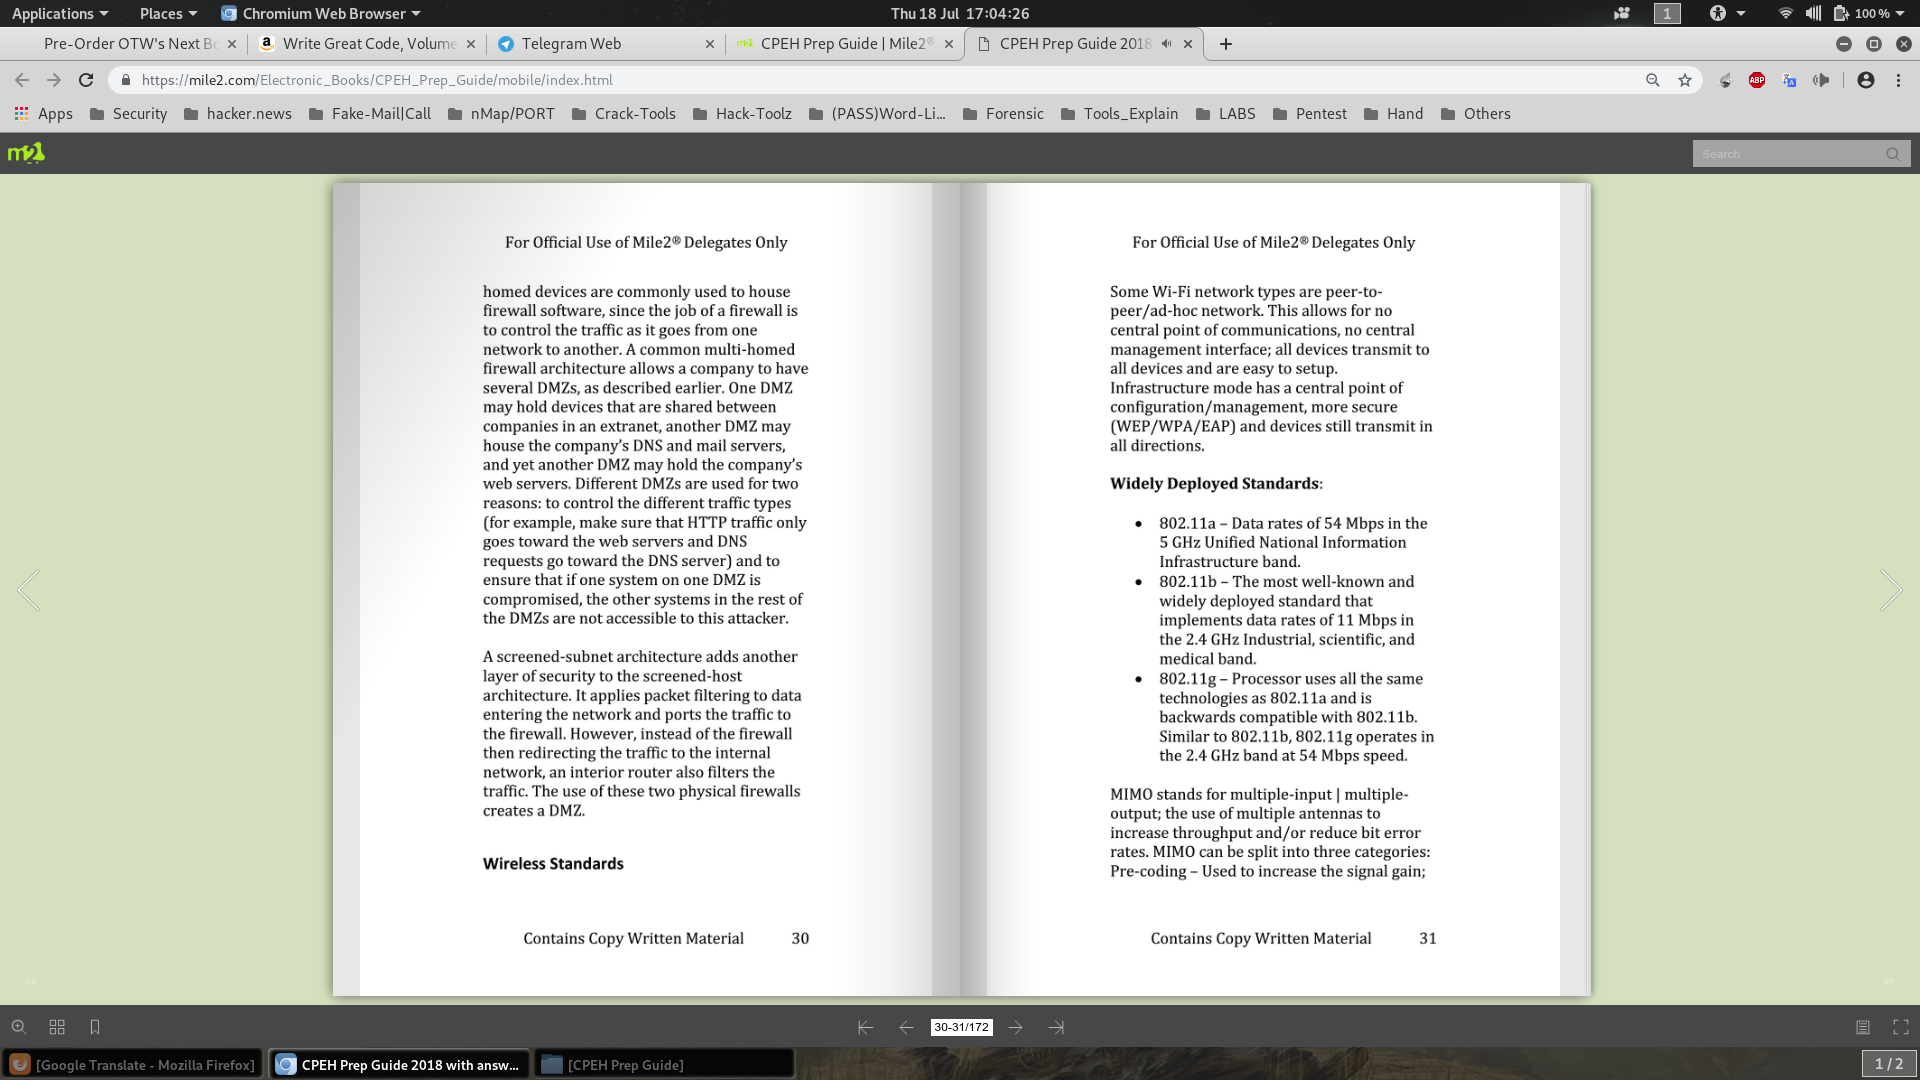 Applications
Places
Chromium Web Browser
Thu 18 Jul 17:04:26
1
100 %
Pre-Order OTW's Next Bo
Write Great Code, Volume
Telegram Web
CPEH Prep Guide | Mile2®
CPEH Prep Guide 2018
https://mile2.com/Electronic_Books/CPEH_Prep_Guide/mobile/index.html
ABP
Apps
Security
hacker.news
Fake-Mail|Call
nMap/PORT
Crack-Tools
Hack-Toolz
(PASS)Word-Li...
Forensic
Tools_Explain
LABS
Pentest
Hand
Others
m2
Search
For Official Use of Mile2® Delegates Only
homed devices are commonly used to house
firewall software, since the job of a firewall is
to control the traffic as it goes from one
network to another. A common multi-homed
firewall architecture allows a company to have
several DMZs, as described earlier. One DMZ
may hold devices that are shared between
companies in an extranet, another DMZ may
house the company's DNS and mail servers,
and yet another DMZ may hold the company's
web servers. Different DMZs are used for two
reasons: to control the different traffic types
(for example, make sure that HTTP traffic only
goes toward the web servers and DNS
requests go toward the DNS server) and to
ensure that if one system on one DMZ is
compromised, the other systems in the rest of
the DMZs are not accessible to this attacker.
A screened-subnet architecture adds another
layer of security to the screened-host
architecture. It applies packet filtering to data
entering the network and ports the traffic to
the firewall. However, instead of the firewall
then redirecting the traffic to the internal
network, an interior router also filters the
traffic. The use of these two physical firewalls
creates a DMZ.
Wireless Standards
Contains Copy Written Material 30
For Official Use of Mile2® Delegates Only
Some Wi-Fi network types are peer-to-
peer/ad-hoc network. This allows for no
central point of communications, no central
management interface; all devices transmit to
all devices and are easy to setup.
Infrastructure mode has a central point of
configuration/management, more secure
(WEP/WPA/EAP) and devices still transmit in
all directions.
Widely Deployed Standards:
• 802.11a – Data rates of 54 Mbps in the
5 GHz Unified National Information
Infrastructure band.
• 802.11b – The most well-known and
widely deployed standard that
implements data rates of 11 Mbps in
the 2.4 GHz Industrial, scientific, and
medical band.
• 802.11g – Processor uses all the same
technologies as 802.11a and is
backwards compatible with 802.11b.
Similar to 802.11b, 802.11g operates in
the 2.4 GHz band at 54 Mbps speed.
MIMO stands for multiple-input | multiple-
output; the use of multiple antennas to
increase throughput and/or reduce bit error
rates. MIMO can be split into three categories:
Pre-coding – Used to increase the signal gain;
Contains Copy Written Material 31
30-31/172
[Google Translate - Mozilla Firefox]
CPEH Prep Guide 2018 with answ...
[CPEH Prep Guide]
1 / 2